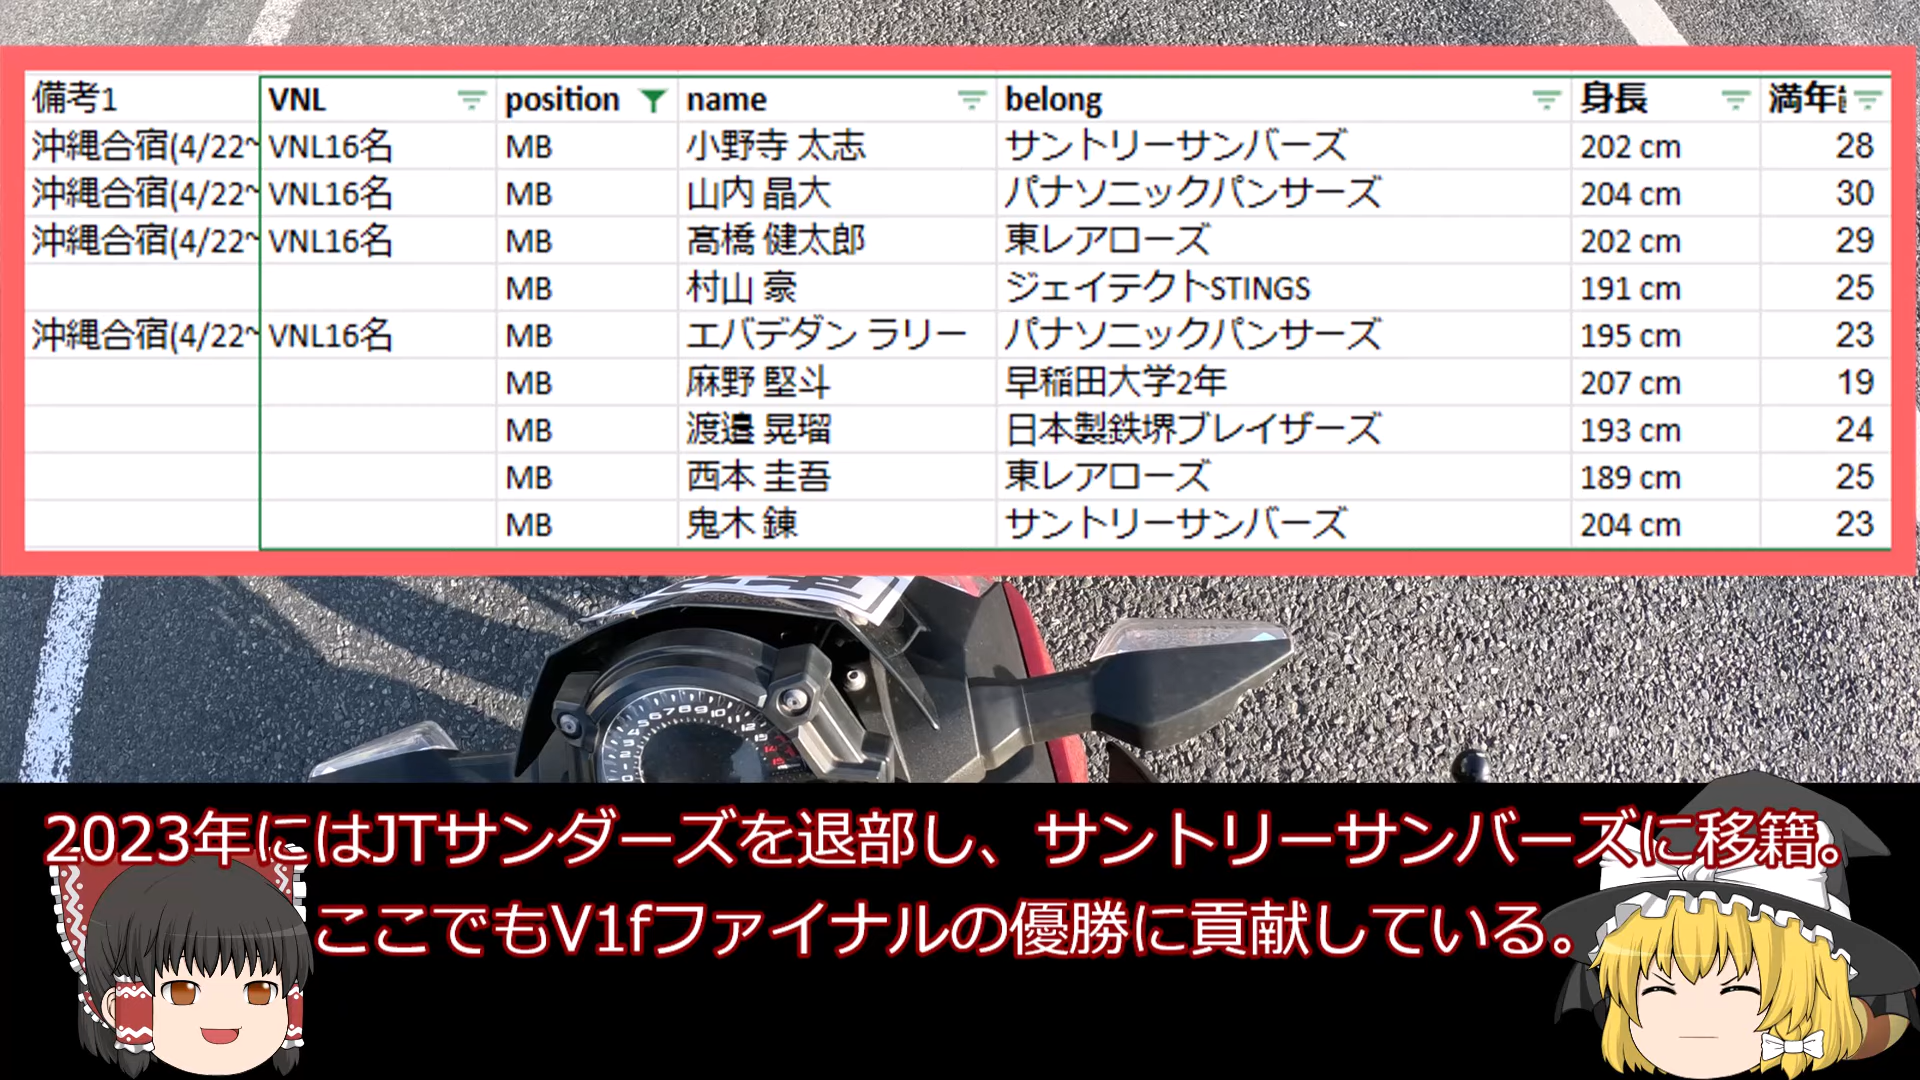 備考1 VNL position name belong 身長 満年
沖縄合宿(4/22~ VNL16名 MB 小野寺 太志 サントリーサンバーズ 202 cm 28
沖縄合宿(4/22~ VNL16名 MB 山内 晶大 パナソニックパンサーズ 204 cm 30
沖縄合宿(4/22~ VNL16名 MB 髙橋 健太郎 東レアローズ 202 cm 29
MB 村山 豪 ジェイテクトSTINGS 191 cm 25
沖縄合宿(4/22~ VNL16名 MB エバデダン ラリー パナソニックパンサーズ 195 cm 23
MB 麻野 堅斗 早稲田大学2年 207 cm 19
MB 渡邉 晃瑠 日本製鉄堺ブレイザーズ 193 cm 24
MB 西本 圭吾 東レアローズ 189 cm 25
MB 鬼木 錬 サントリーサンバーズ 204 cm 23
2023年にはJTサンダーズを退部し、サントリーサンバーズに移籍。
ここでもV1fファイナルの優勝に貢献している。